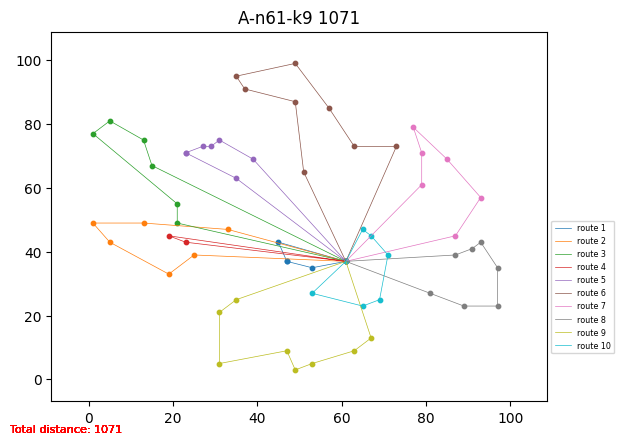 A-n61-k9 1071
100
80
60
40
20
0
0 20 40 60 80 100
route 1
route 2
route 3
route 4
route 5
route 6
route 7
route 8
route 9
route 10
Total distance: 1071